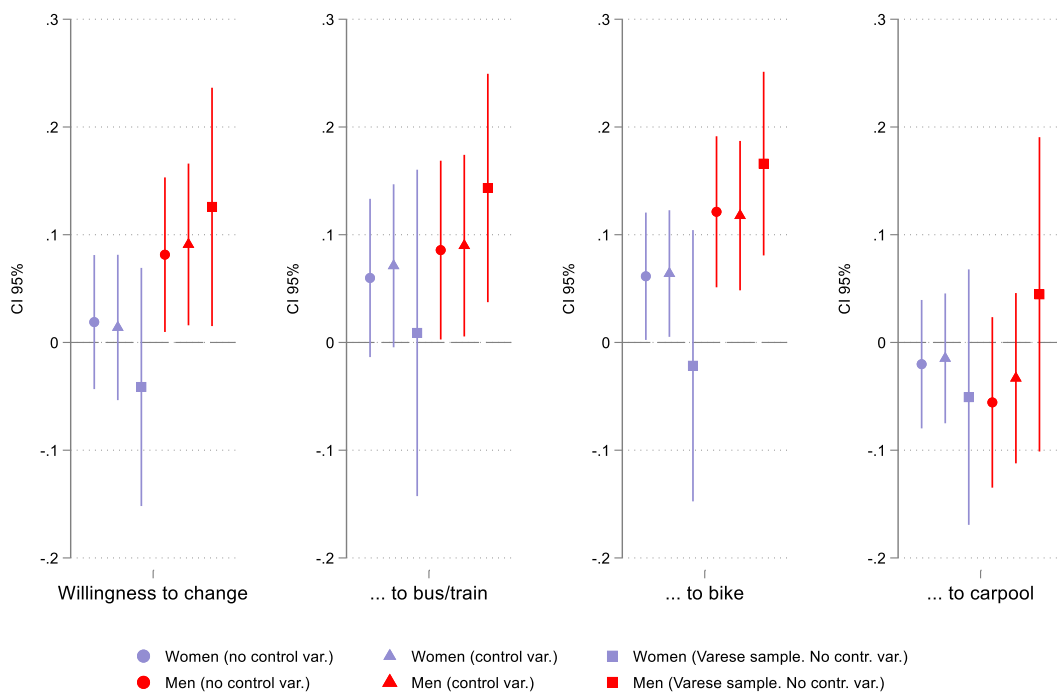 .3
.2
.1
0
-.1
-.2
CI 95%
Willingness to change
.3
.2
.1
0
-.1
-.2
CI 95%
... to bus/train
.3
.2
.1
0
-.1
-.2
CI 95%
... to bike
.3
.2
.1
0
-.1
-.2
CI 95%
... to carpool
Women (no control var.)
Women (control var.)
Women (Varese sample. No contr. var.)
Men (no control var.)
Men (control var.)
Men (Varese sample. No contr. var.)